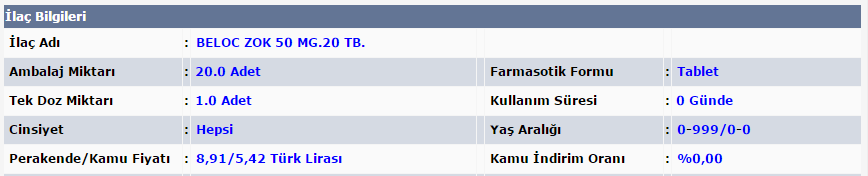 İlaç Bilgileri
İlaç Adı : BELOC ZOK 50 MG.20 TB.
Ambalaj Miktarı : 20.0 Adet Farmasotik Formu : Tablet
Tek Doz Miktarı : 1.0 Adet Kullanım Süresi : 0 Günde
Cinsiyet : Hepsi Yaş Aralığı : 0-999/0-0
Perakende/Kamu Fiyatı : 8,91/5,42 Türk Lirası Kamu İndirim Oranı : %0,00